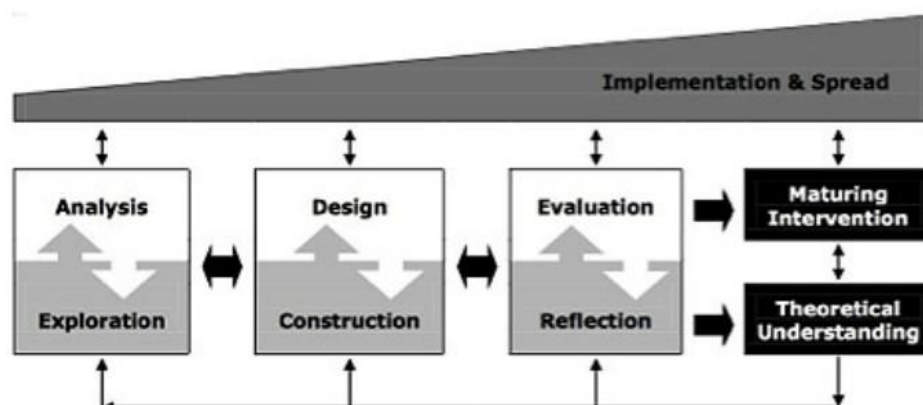 Implementation & Spread
Analysis
Exploration
Design
Construction
Evaluation
Reflection
Maturing
Intervention
Theoretical
Understanding